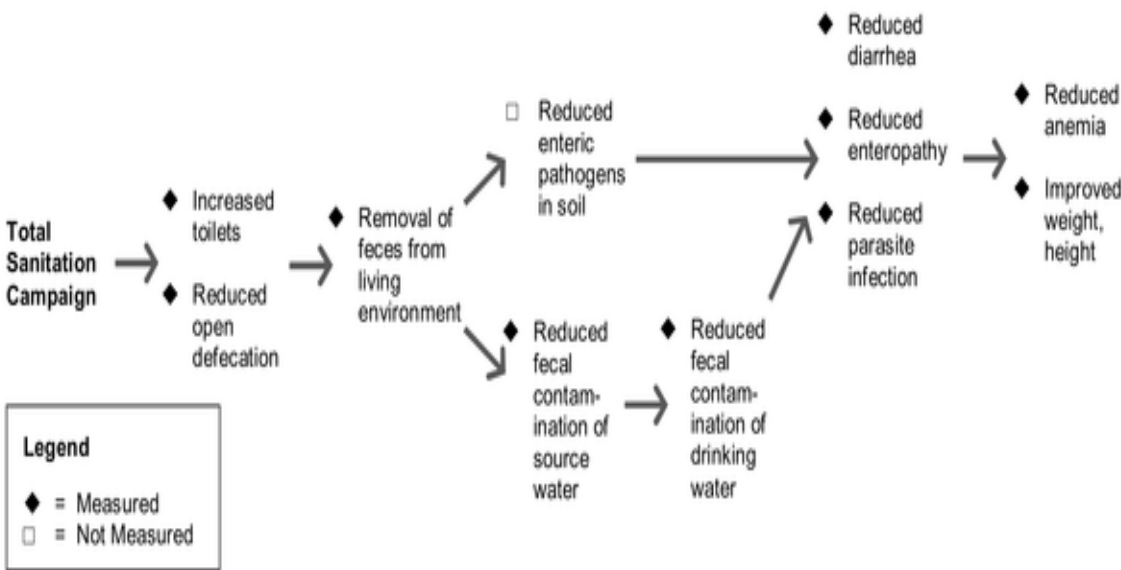 Total
Sanitation
Campaign
◆ Increased
toilets
◆ Reduced
open
defecation
◆ Removal of
feces from
living
environment
□ Reduced
enteric
pathogens
in soil
◆ Reduced
fecal
contam-
ination of
source
water
◆ Reduced
fecal
contam-
ination of
drinking
water
◆ Reduced
diarrhea
◆ Reduced
enteropathy
◆ Reduced
parasite
infection
◆ Reduced
anemia
◆ Improved
weight,
height
Legend
◆ = Measured
□ = Not Measured